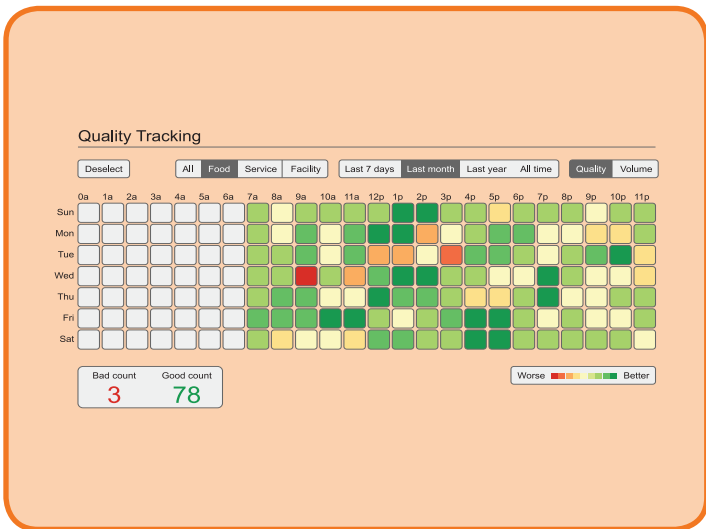 Quality Tracking
Deselect All Food Service Facility Last 7 days Last month Last year All time Quality Volume
0a 1a 2a 3a 4a 5a 6a 7a 8a 9a 10a 11a 12p 1p 2p 3p 4p 5p 6p 7p 8p 9p 10p 11p
Sun
Mon
Tue
Wed
Thu
Fri
Sat
Bad count Good count Worse Better
3 78